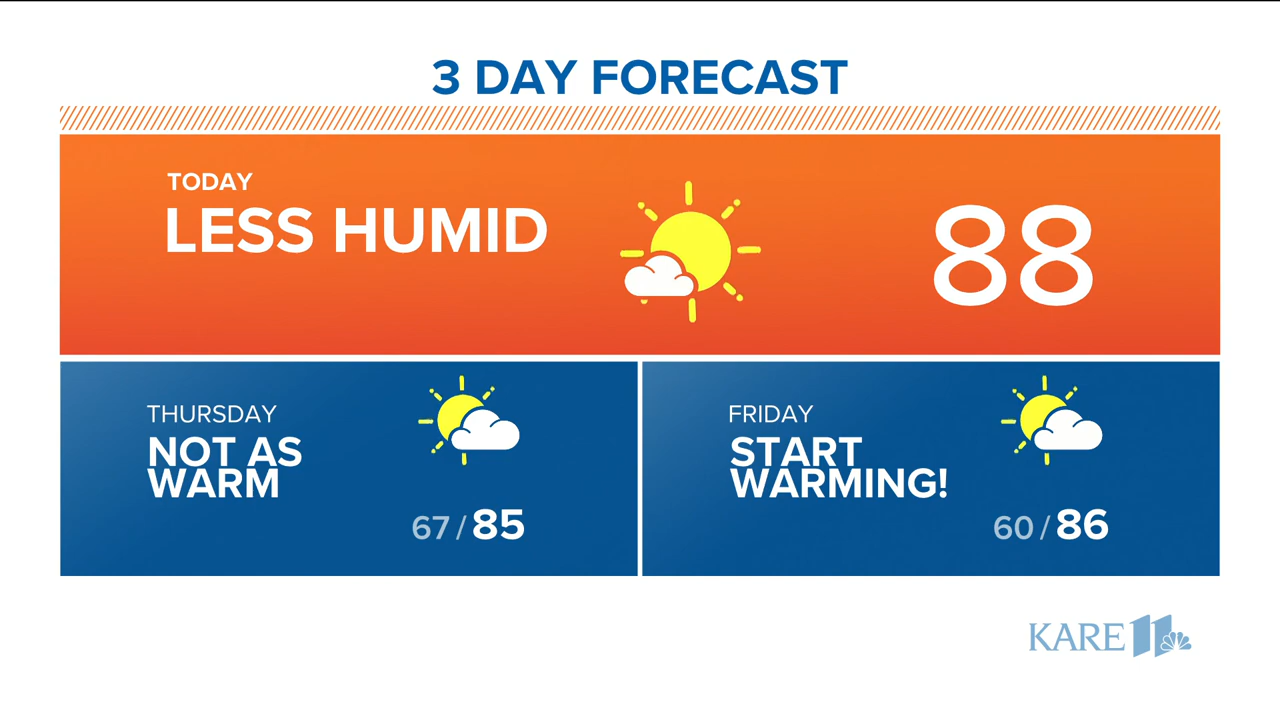 3 DAY FORECAST
TODAY
LESS HUMID
88
THURSDAY
NOT AS
WARM
67/85
FRIDAY
START
WARMING!
60/86
KARE 11